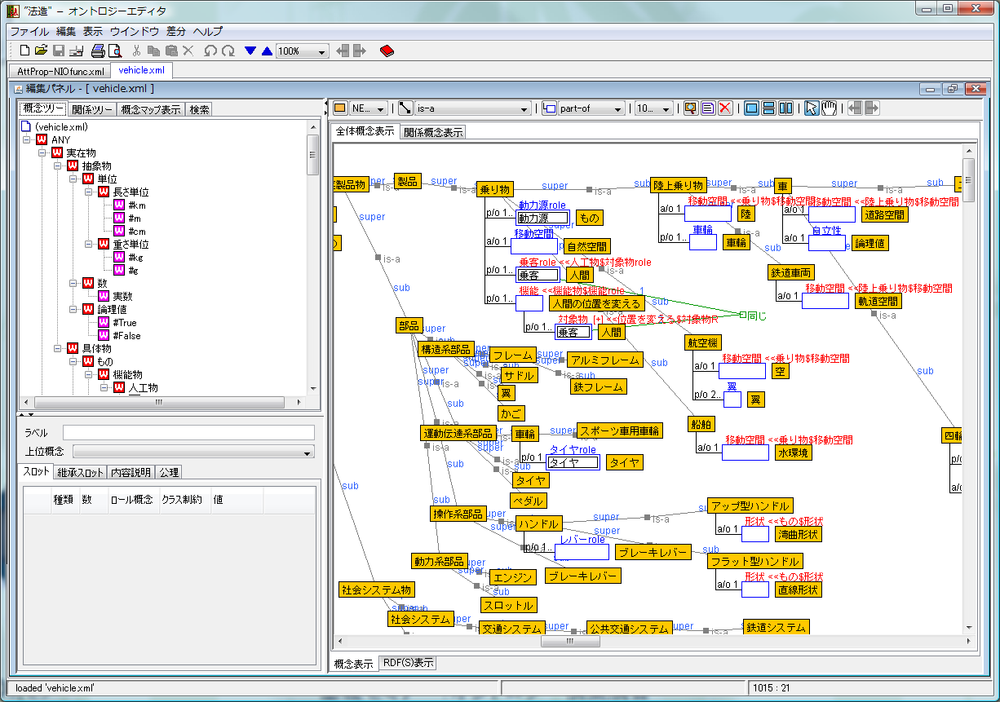 "法造" − オントロジーエディタ
ファイル 編集 表示 ウインドウ 差分 ヘルプ
100%
AttProp-NIOfunc.xml vehicle.xml
編集パネル - [ vehicle.xml ]
概念ツリー 関係ツリー 概念マップ表示 検索
(vehicle.xml)
ANY
実在物
抽象物
単位
長さ単位
#km
#m
#cm
重さ単位
#kg
#g
数
実数
論理値
#True
#False
具体物
もの
機能物
人工物
ラベル
上位概念
スロット 継承スロット 内容説明 公理
種類 数 ロール概念 クラス制約 値
NE... is-a part-of 10...
全体概念表示 関係概念表示
製品 super sub is-a
乗り物 super sub is-a
陸上乗り物 super sub is-a
車 super sub is-a
p/o 1.. 動力源role
動力源 もの
a/o 1 移動空間
自然空間
p/o 1.. 乗客role <<人工物$対象物role
乗客 人間
p/o 1.. 機能 <<機能物$機能role
人間の位置を変える
p/o 1.. 対象物 [+] <<位置を変える$対象物R
乗客 人間
同じ
a/o 1 移動空間 <<乗り物$移動空間
陸
p/o 1.. 車輪
車輪
a/o 1 移動空間 <<陸上乗り物$移動空間
道路空間
a/o 1 自立性
論理値
鉄道車両
a/o 1 移動空間 <<陸上乗り物$移動空間
軌道空間
航空機
a/o 1 移動空間 <<乗り物$移動空間
空
p/o 2.. 翼
翼
船舶
a/o 1 移動空間 <<乗り物$移動空間
水環境
部品
構造系部品
フレーム
アルミフレーム
サドル
鉄フレーム
翼
かご
運動伝達系部品
車輪
スポーツ車用車輪
p/o 1 タイヤrole
タイヤ タイヤ
タイヤ
ペダル
操作系部品
ハンドル
p/o 1.. レバーrole
ブレーキレバー
ブレーキレバー
アップ型ハンドル
a/o 1 形状 <<もの$形状
湾曲形状
フラット型ハンドル
a/o 1 形状 <<もの$形状
直線形状
動力系部品
エンジン
スロットル
社会システム物
社会システム
交通システム
公共交通システム
鉄道システム
概念表示 RDF(S)表示
loaded 'vehicle.xml' 1015 : 21